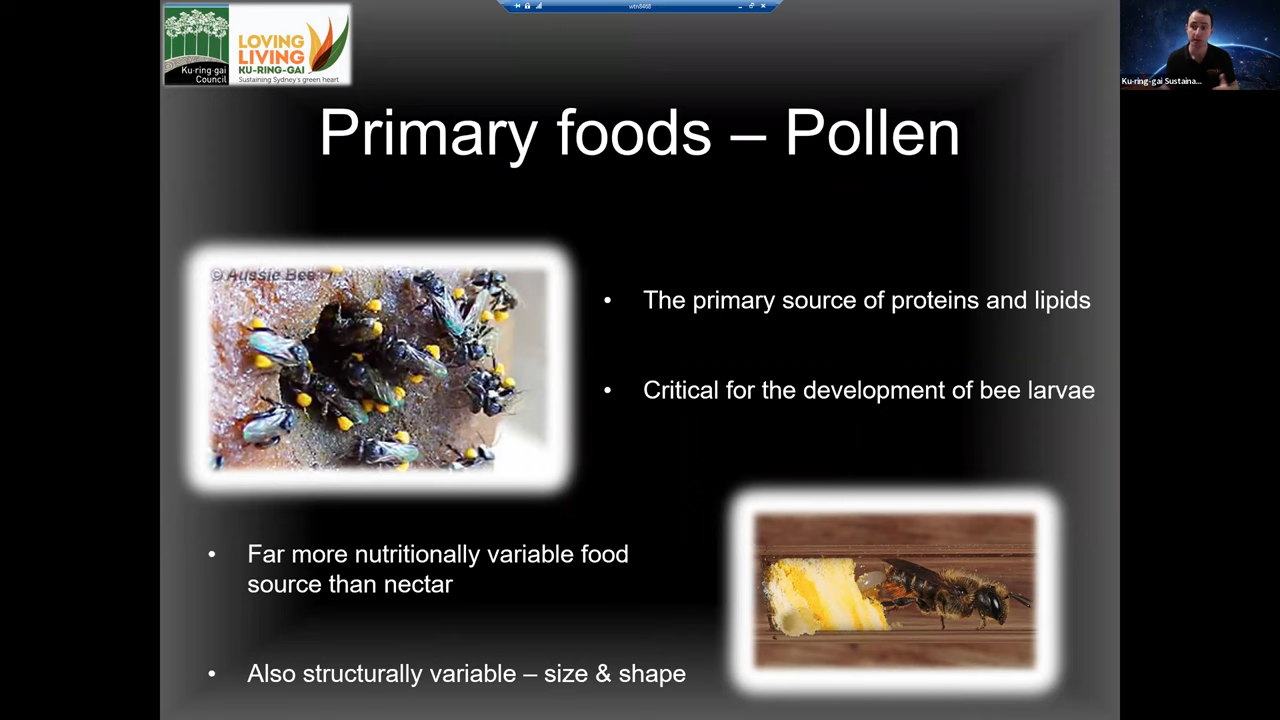 wtn8468
Ku-ring-gai
Council
LOVING
LIVING
KU-RING-GAI
Sustaining Sydney's green heart
Ku-ring-gai Sustaina...
Primary foods – Pollen
© Aussie Bee
• The primary source of proteins and lipids
• Critical for the development of bee larvae
• Far more nutritionally variable food
source than nectar
• Also structurally variable – size & shape